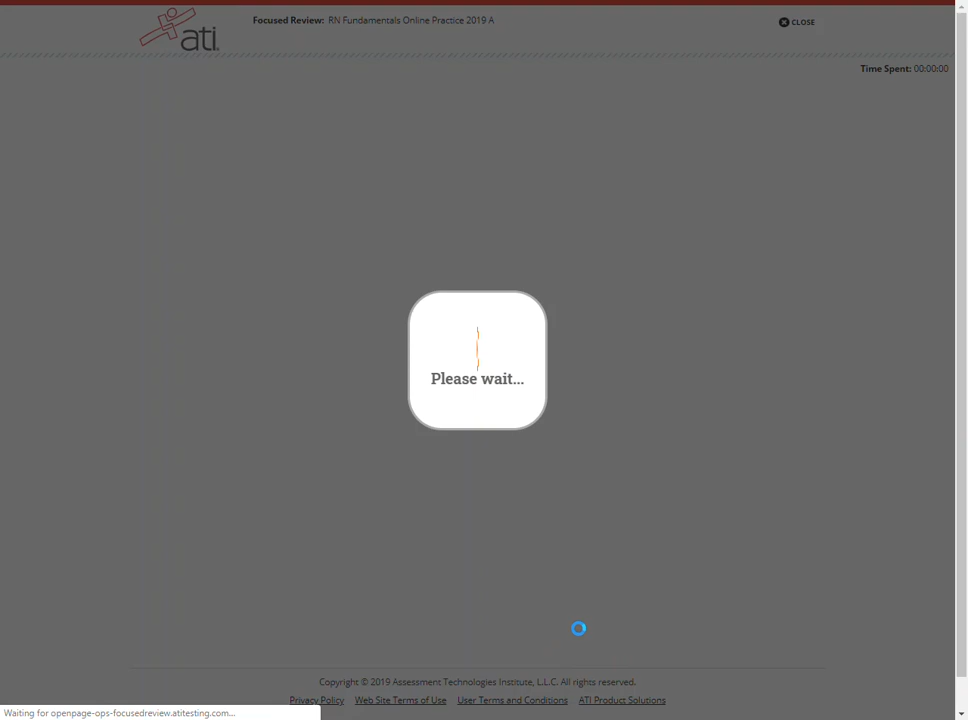 ati
Focused Review: RN Fundamentals Online Practice 2019 A
CLOSE
Time Spent: 00:00:00
Please wait...
Copyright © 2019 Assessment Technologies Institute, L.L.C. All rights reserved.
Privacy Policy Web Site Terms of Use User Terms and Conditions ATI Product Solutions
Waiting for openpage-ops-focusedreview.atitesting.com...